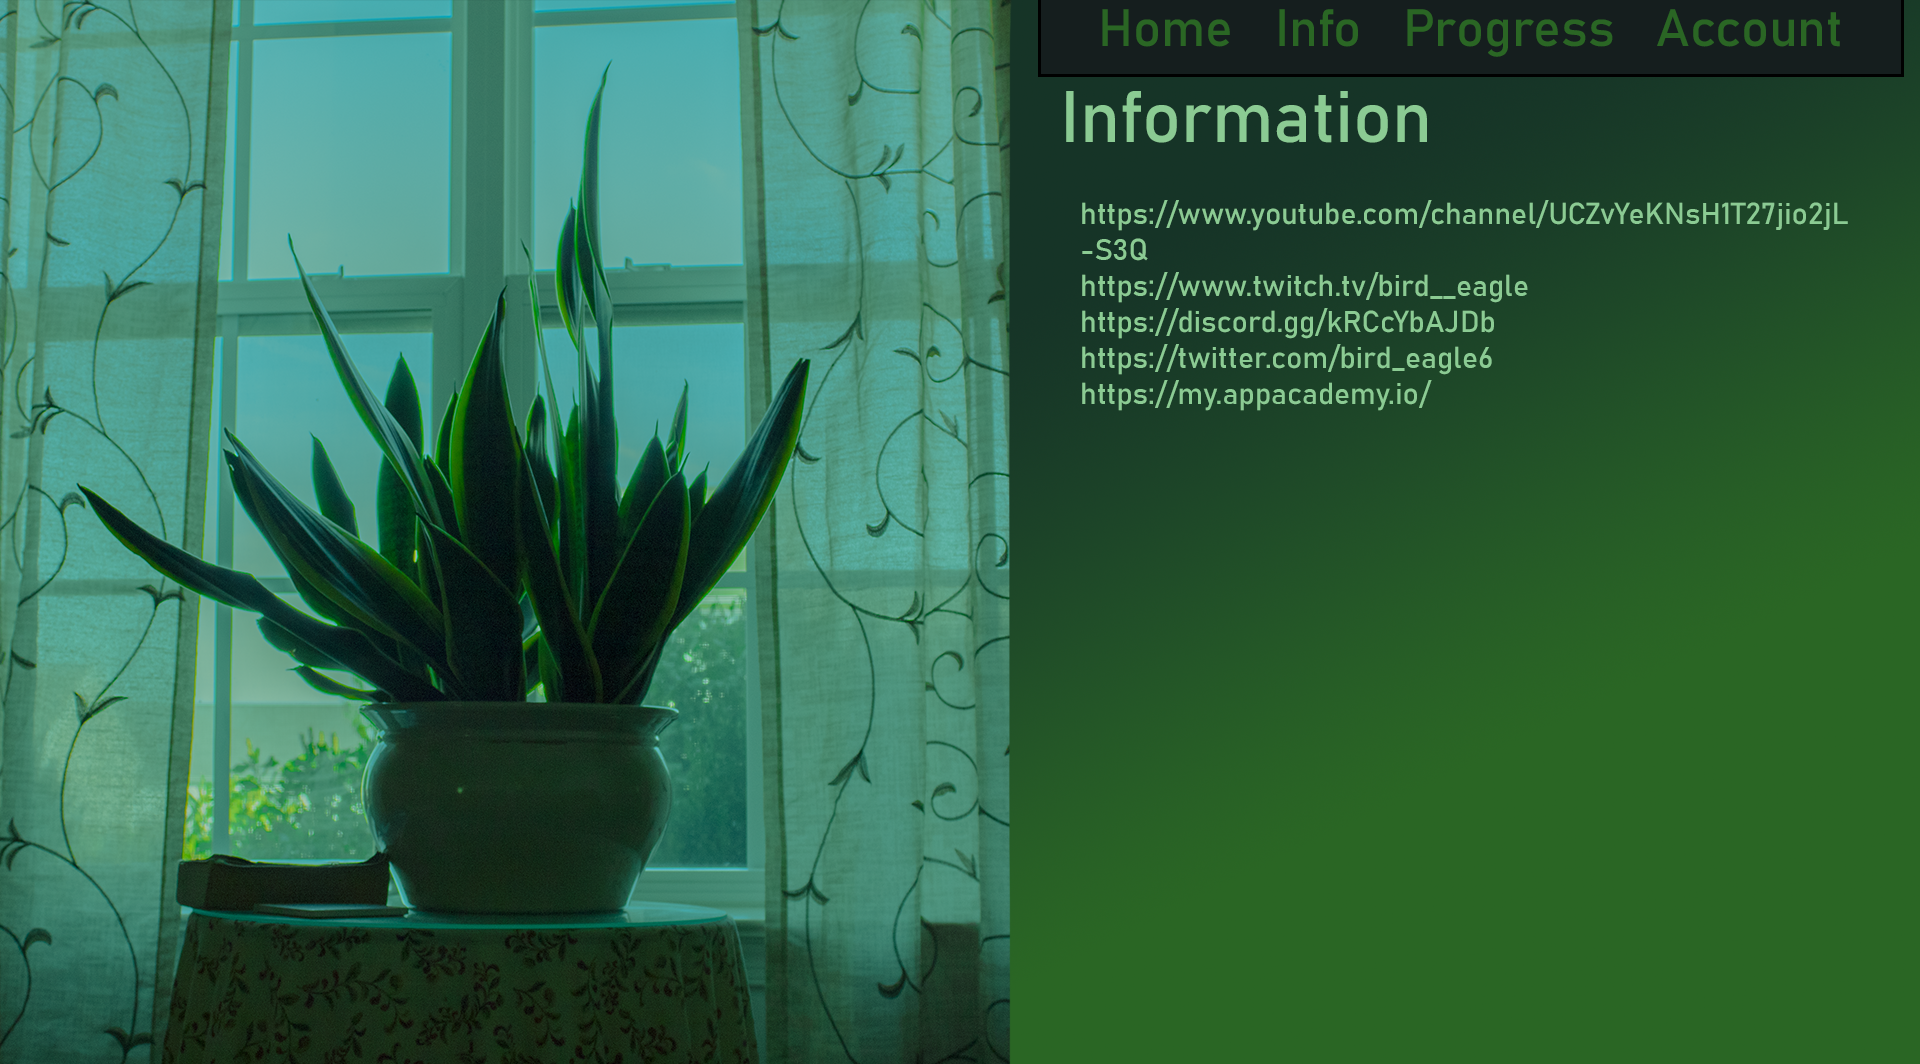 Home Info Progress Account
Information
https://www.youtube.com/channel/UCZvYeKNsH1T27jio2jL
-S3Q
https://www.twitch.tv/bird__eagle
https://discord.gg/kRCcYbAJDb
https://twitter.com/bird_eagle6
https://my.appacademy.io/